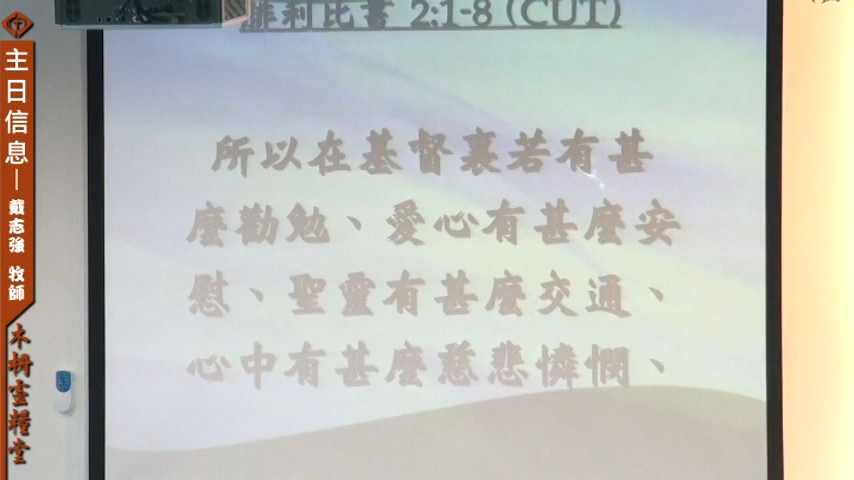 腓利比書 2:1-8 (CUT)
所以在基督裏若有甚
麼勸勉、愛心有甚麼安
慰、聖靈有甚麼交通、
心中有甚麼慈悲憐憫、
主日信息—戴志強 牧師
木柵靈糧堂